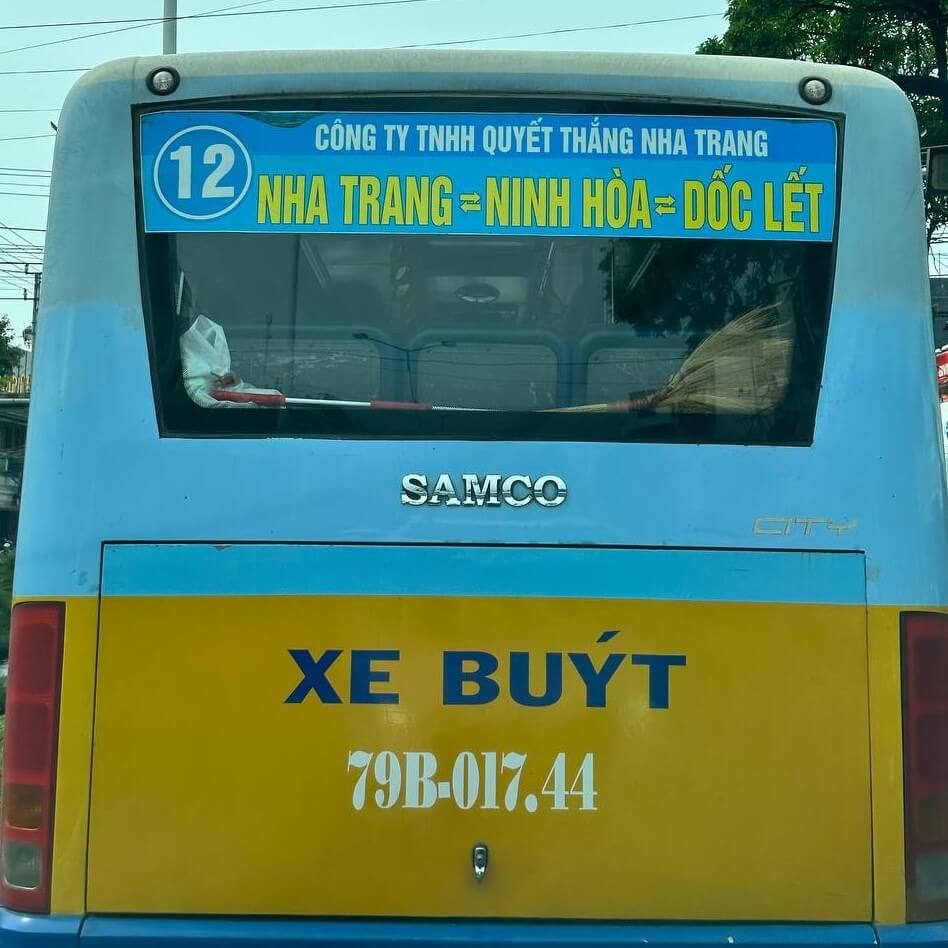 12
CÔNG TY TNHH QUYẾT THẮNG NHA TRANG
NHA TRANG ⇄ NINH HÒA ⇄ DỐC LẾT
SAMCO
CITY
XE BUÝT
79B-017.44